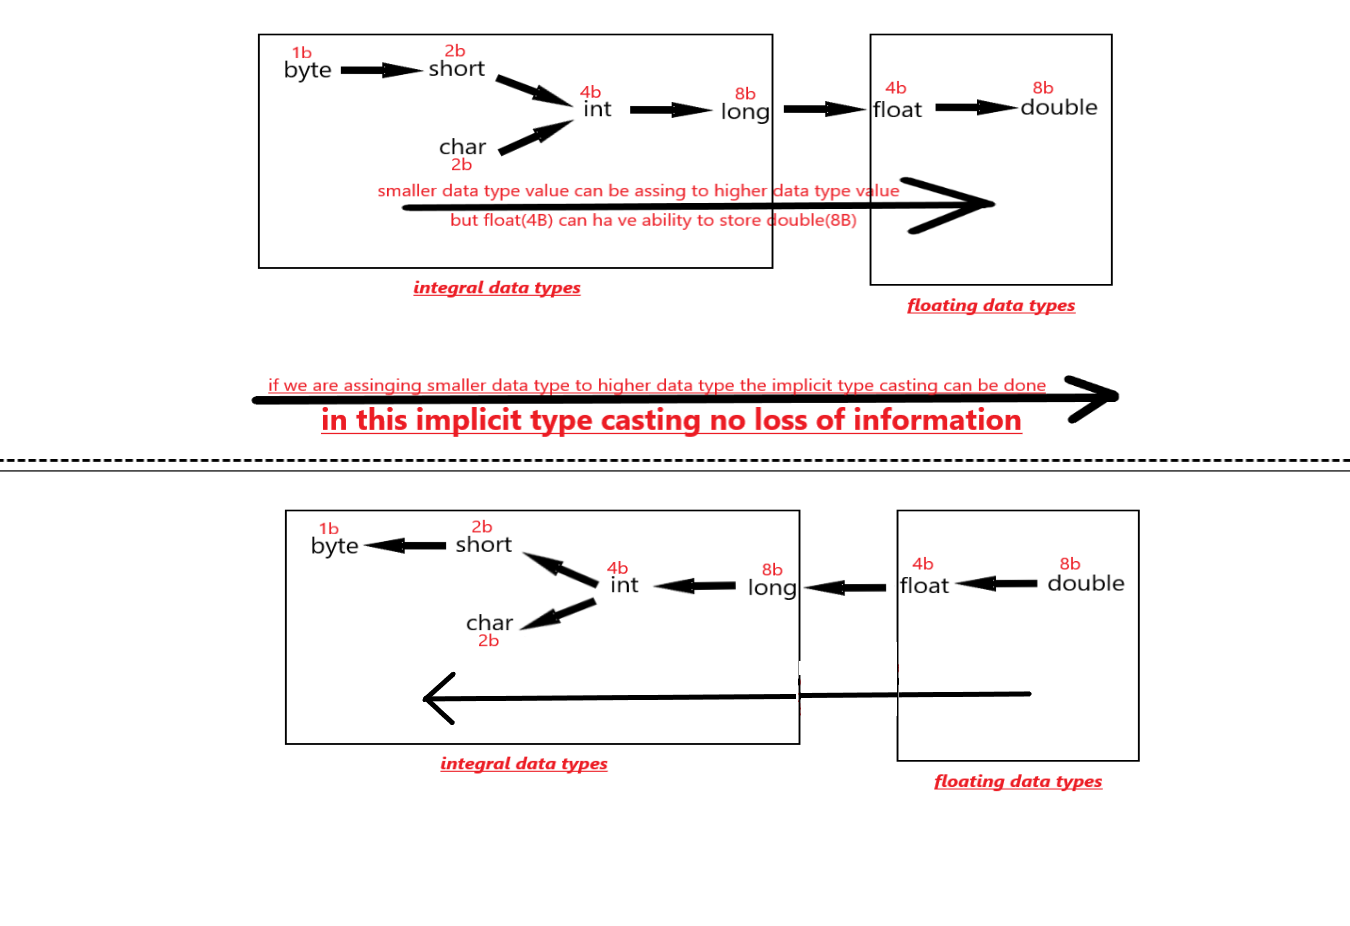 1b
byte
2b
short
4b
int
8b
long
4b
float
8b
double
char
2b
smaller data type value can be assing to higher data type value
but float(4B) can ha ve ability to store double(8B)
integral data types
floating data types
if we are assinging smaller data type to higher data type the implicit type casting can be done
in this implicit type casting no loss of information
1b
byte
2b
short
4b
int
8b
long
4b
float
8b
double
char
2b
integral data types
floating data types